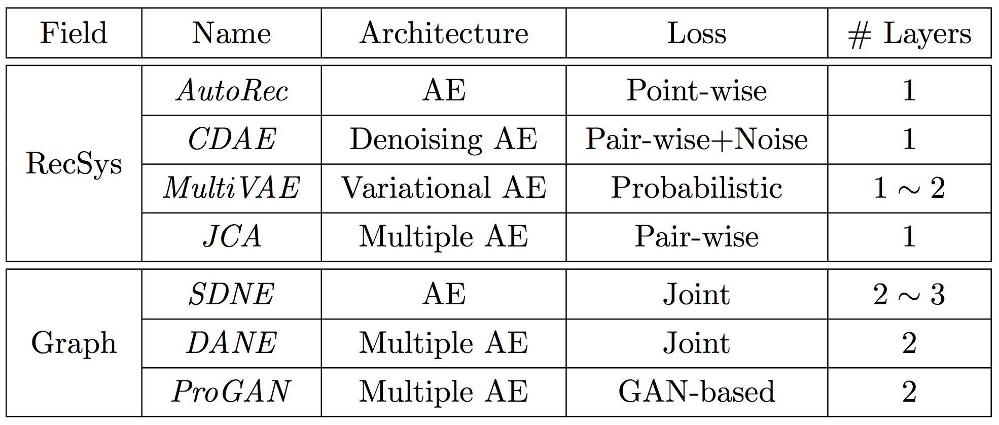 Field Name Architecture Loss # Layers
AutoRec AE Point-wise 1
CDAE Denoising AE Pair-wise+Noise 1
RecSys
MultiVAE Variational AE Probabilistic 1 ∼ 2
JCA Multiple AE Pair-wise 1
SDNE AE Joint 2 ∼ 3
Graph DANE Multiple AE Joint 2
ProGAN Multiple AE GAN-based 2